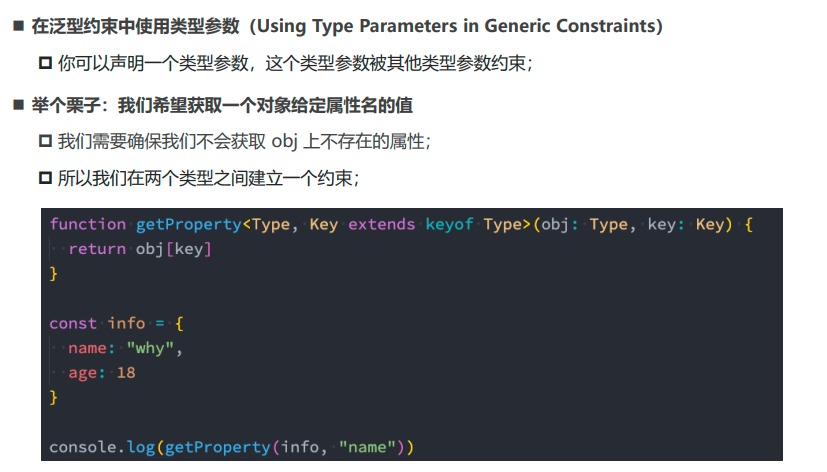 在泛型约束中使用类型参数（Using Type Parameters in Generic Constraints）
你可以声明一个类型参数，这个类型参数被其他类型参数约束；
举个栗子：我们希望获取一个对象给定属性名的值
我们需要确保我们不会获取 obj 上不存在的属性；
所以我们在两个类型之间建立一个约束；
function getProperty<Type, Key extends keyof Type>(obj: Type, key: Key) {
  return obj[key]
}
const info = {
  name: "why",
  age: 18
}
console.log(getProperty(info, "name"))